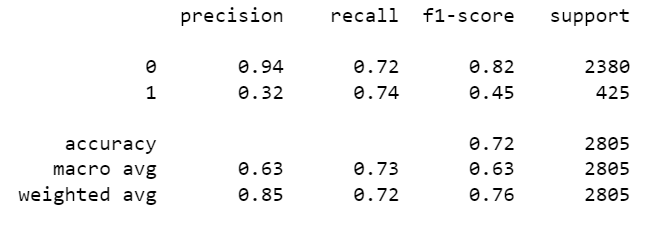 precision recall f1-score support
0 0.94 0.72 0.82 2380
1 0.32 0.74 0.45 425
accuracy 0.72 2805
macro avg 0.63 0.73 0.63 2805
weighted avg 0.85 0.72 0.76 2805